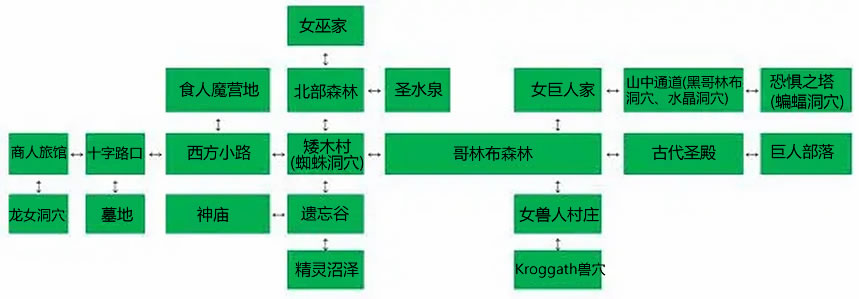 女巫家
食人魔营地
北部森林
圣水泉
女巨人家
山中通道(黑哥林布
洞穴、水晶洞穴)
恐惧之塔
(蝙蝠洞穴)
商人旅馆
十字路口
西方小路
矮木村
(蜘蛛洞穴)
哥林布森林
古代圣殿
巨人部落
龙女洞穴
墓地
神庙
遗忘谷
女兽人村庄
精灵沼泽
Kroggath兽穴